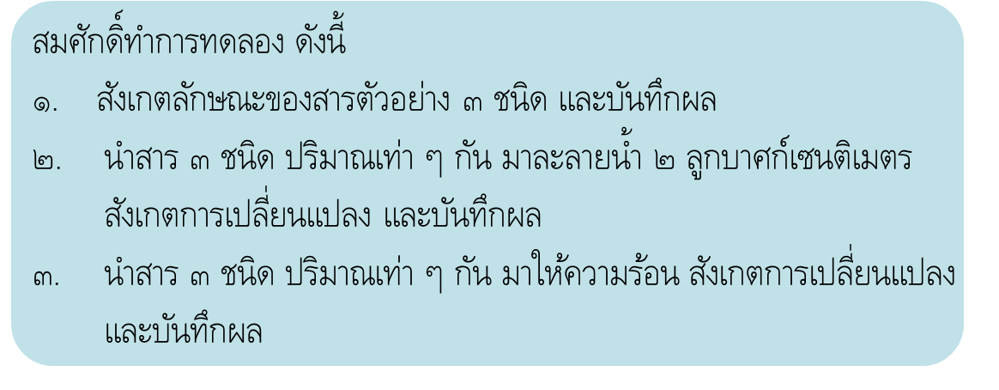 สมศักดิ์ทำการทดลอง ดังนี้
๑. สังเกตลักษณะของสารตัวอย่าง ๓ ชนิด และบันทึกผล
๒. นำสาร ๓ ชนิด ปริมาณเท่า ๆ กัน มาละลายน้ำ ๒ ลูกบาศก์เซนติเมตร
สังเกตการเปลี่ยนแปลง และบันทึกผล
๓. นำสาร ๓ ชนิด ปริมาณเท่า ๆ กัน มาให้ความร้อน สังเกตการเปลี่ยนแปลง
และบันทึกผล